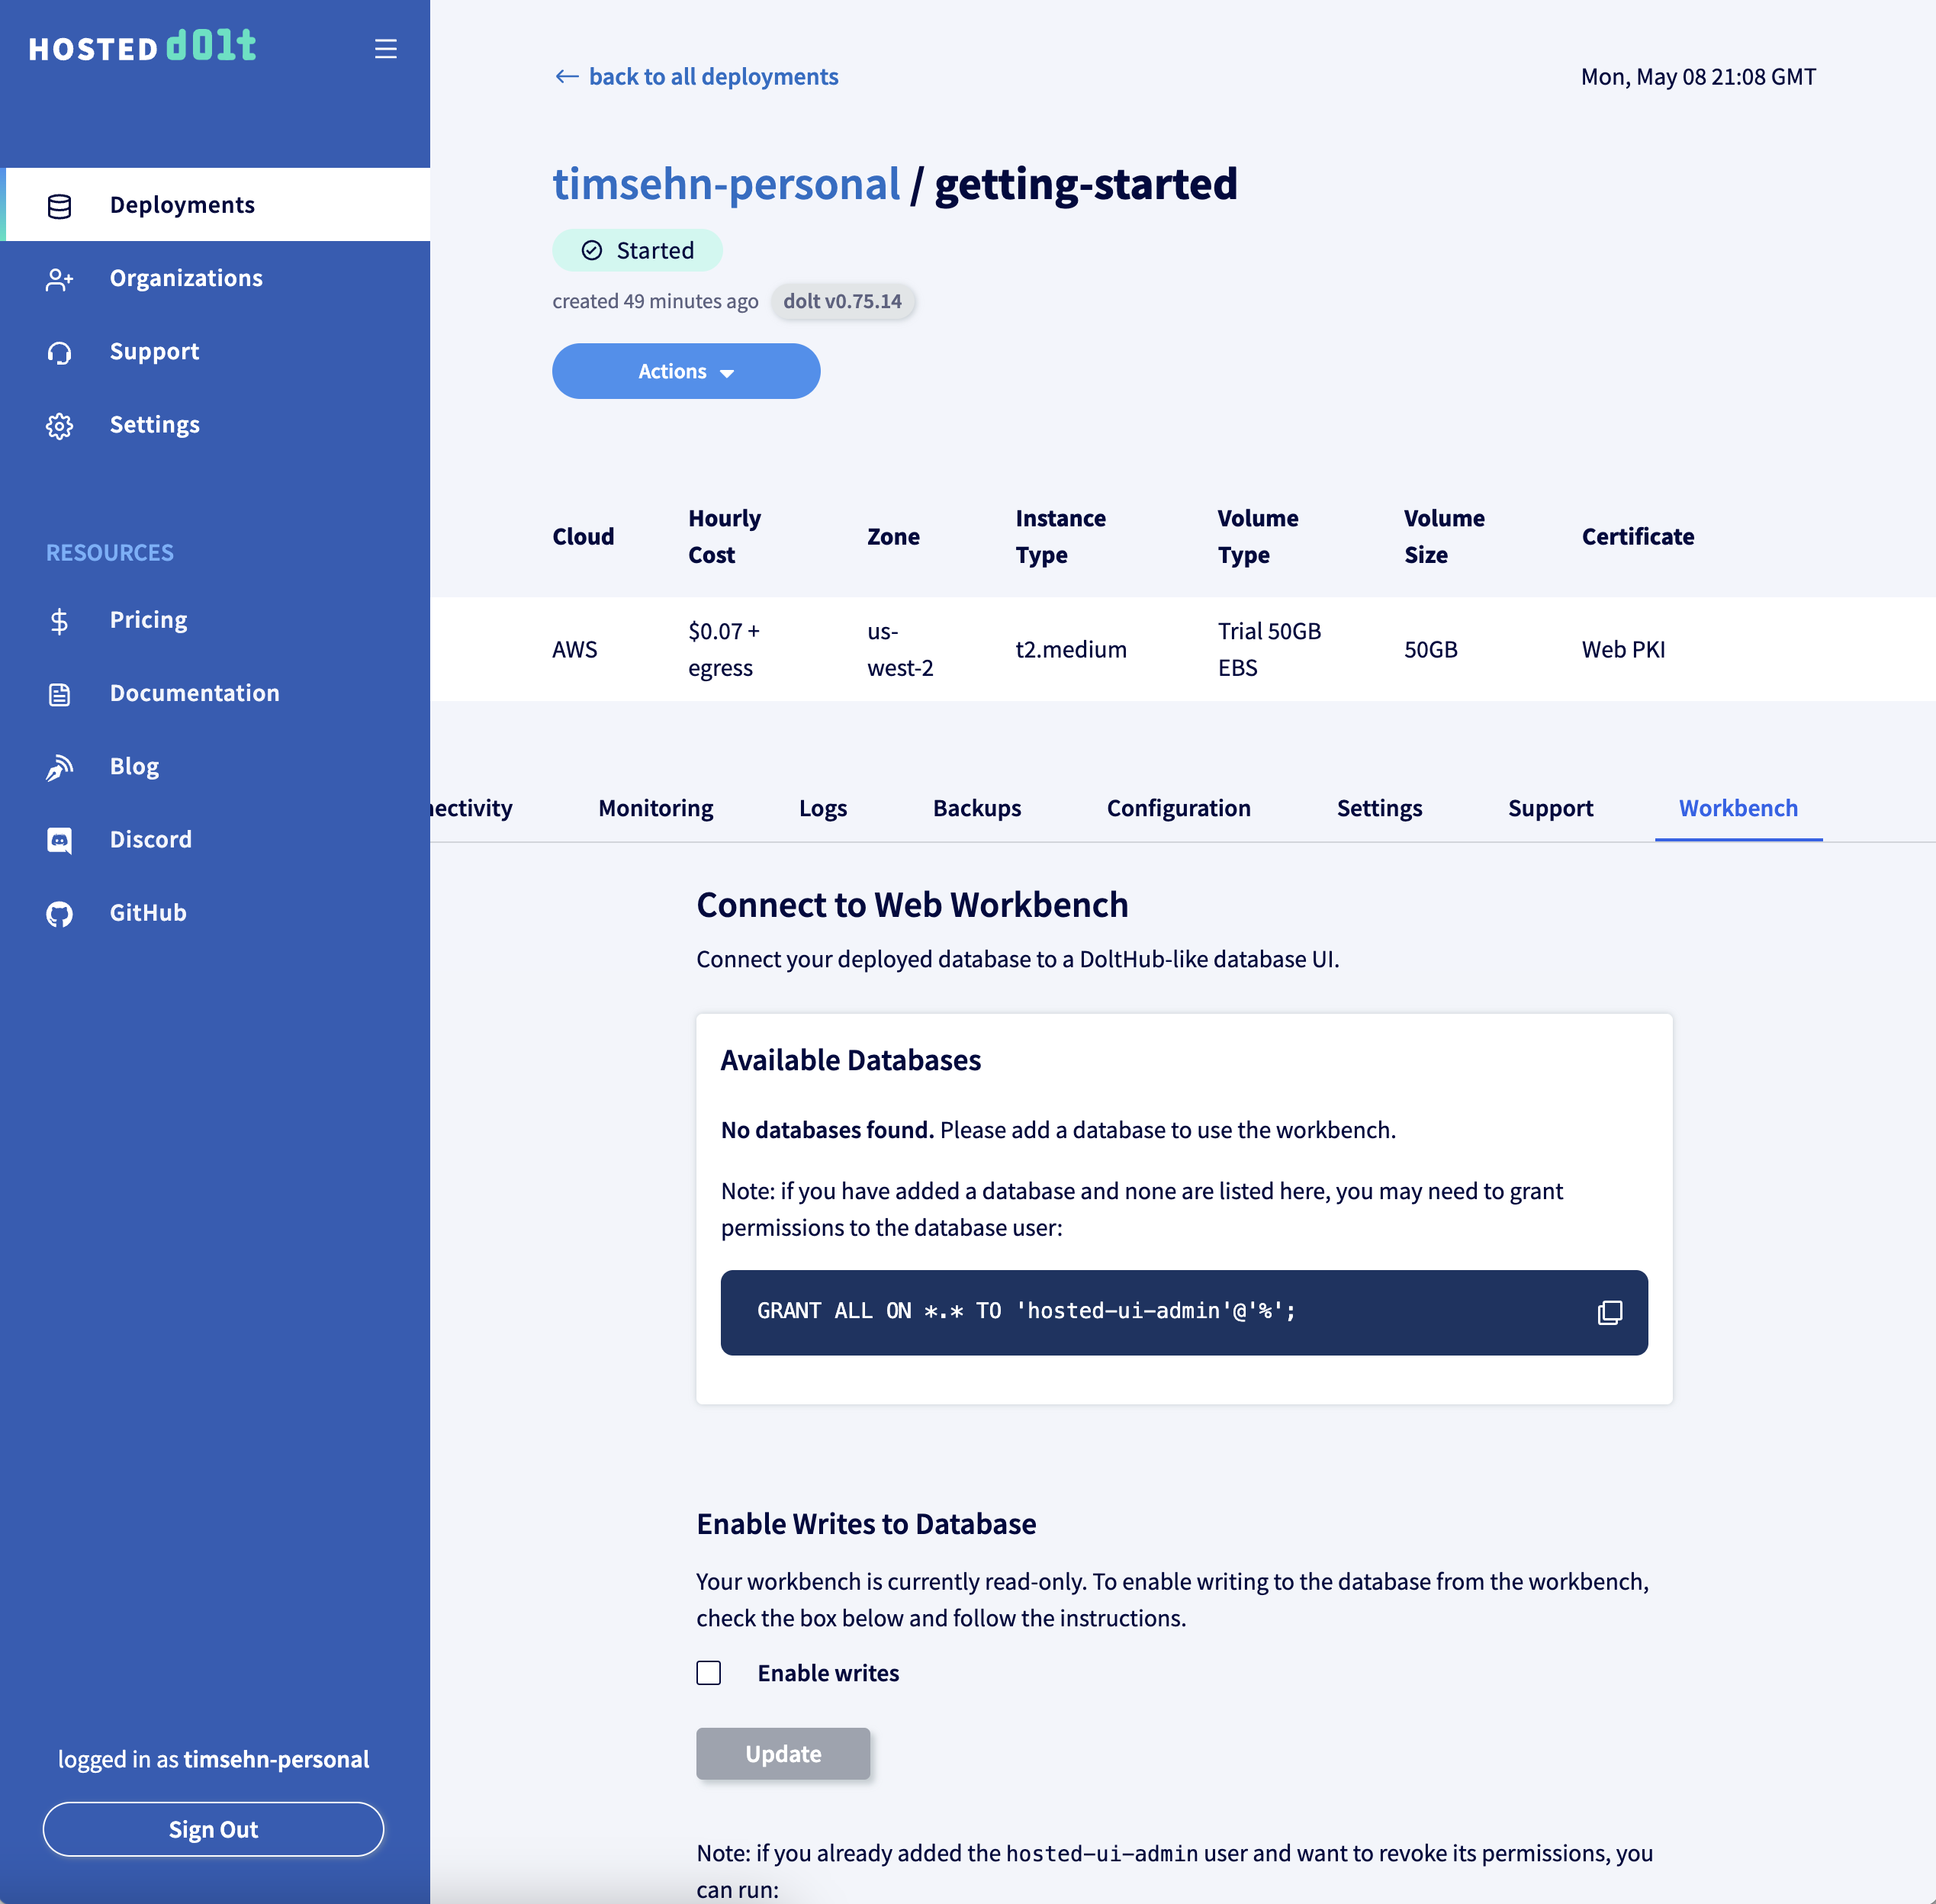 HOSTED dolt
Deployments
Organizations
Support
Settings
RESOURCES
Pricing
Documentation
Blog
Discord
GitHub
logged in as timsehn-personal
Sign Out
← back to all deployments
Mon, May 08 21:08 GMT
timsehn-personal / getting-started
Started
created 49 minutes ago dolt v0.75.14
Actions
Cloud Hourly Cost Zone Instance Type Volume Type Volume Size Certificate
AWS $0.07 + egress us-west-2 t2.medium Trial 50GB EBS 50GB Web PKI
nectivity Monitoring Logs Backups Configuration Settings Support Workbench
Connect to Web Workbench
Connect your deployed database to a DoltHub-like database UI.
Available Databases
No databases found. Please add a database to use the workbench.
Note: if you have added a database and none are listed here, you may need to grant
permissions to the database user:
GRANT ALL ON *.* TO 'hosted-ui-admin'@'%';
Enable Writes to Database
Your workbench is currently read-only. To enable writing to the database from the workbench,
check the box below and follow the instructions.
Enable writes
Update
Note: if you already added the hosted-ui-admin user and want to revoke its permissions, you
can run: